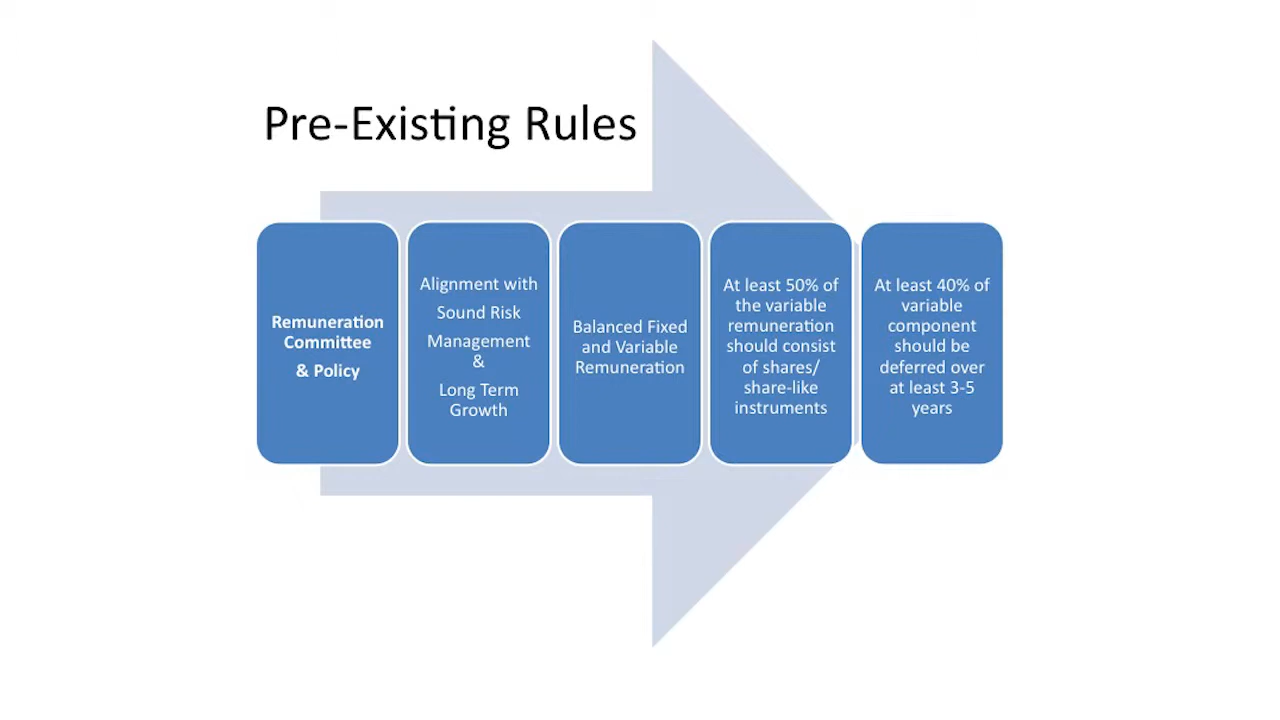 Pre-Existing Rules
Remuneration
Committee
& Policy
Alignment with
Sound Risk
Management
&
Long Term
Growth
Balanced Fixed
and Variable
Remuneration
At least 50% of
the variable
remuneration
should consist
of shares/
share-like
instruments
At least 40% of
variable
component
should be
deferred over
at least 3-5
years